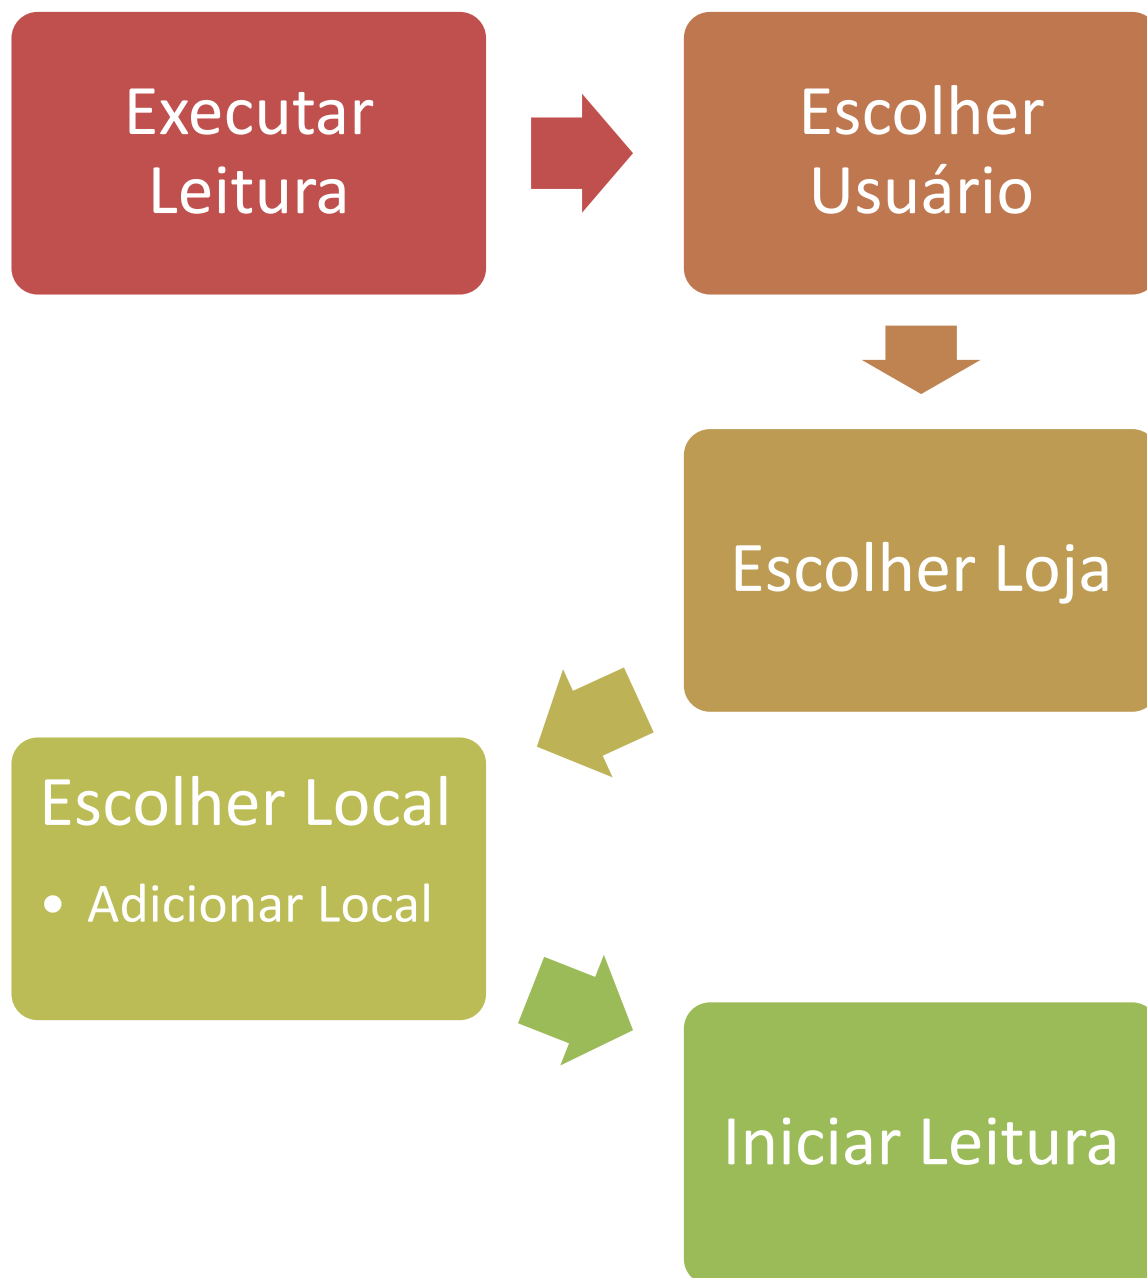 Executar
Leitura
Escolher
Usuário
Escolher Loja
Escolher Local
• Adicionar Local
Iniciar Leitura